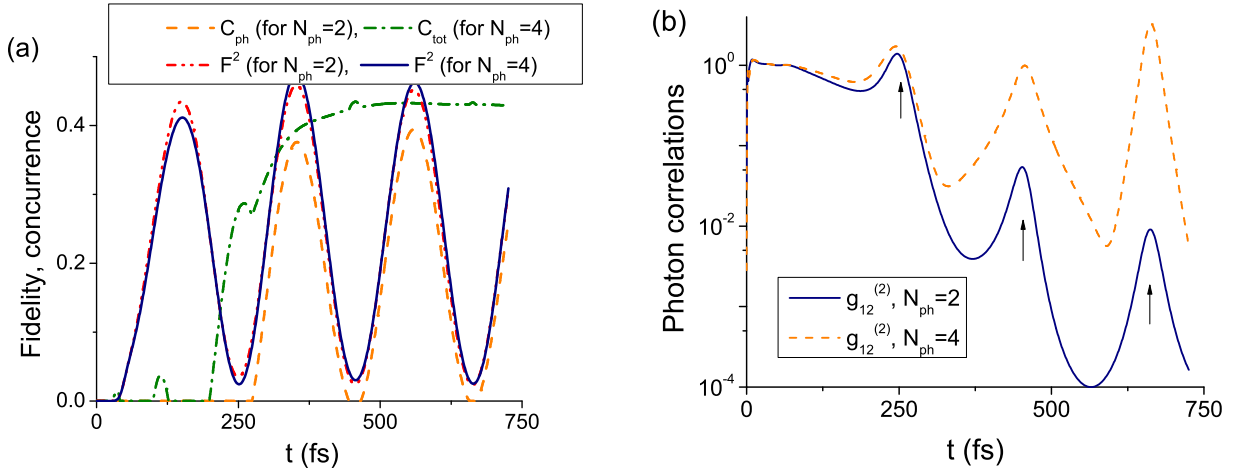 (a)
C_ph (for N_ph=2), C_tot (for N_ph=4)
F^2 (for N_ph=2), F^2 (for N_ph=4)
Fidelity, concurrence
0.4
0.2
0.0
0 250 500 750
t (fs)
(b)
Photon correlations
10^0
10^-2
10^-4
g_12^(2), N_ph=2
g_12^(2), N_ph=4
0 250 500 750
t (fs)